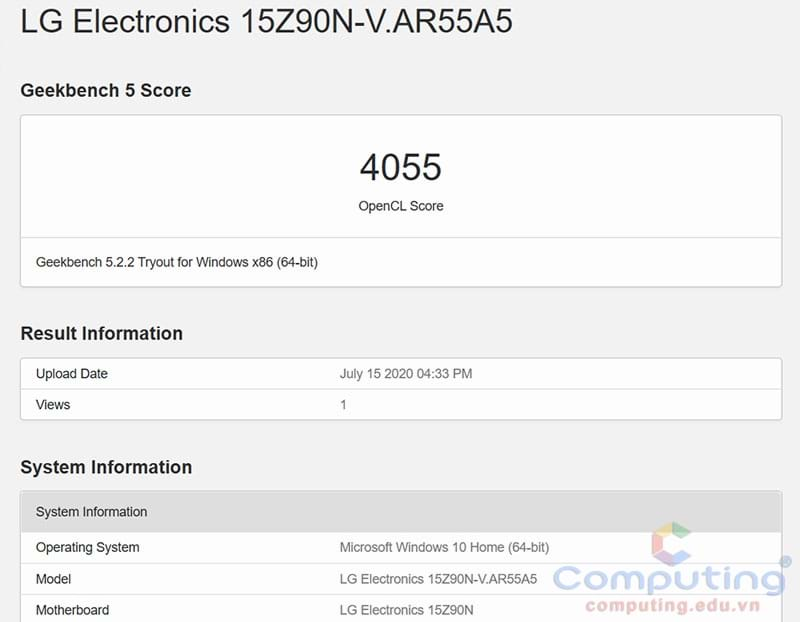 LG Electronics 15Z90N-V.AR55A5
Geekbench 5 Score
4055
OpenCL Score
Geekbench 5.2.2 Tryout for Windows x86 (64-bit)
Result Information
Upload Date July 15 2020 04:33 PM
Views 1
System Information
System Information
Operating System Microsoft Windows 10 Home (64-bit)
Model LG Electronics 15Z90N-V.AR55A5
Motherboard LG Electronics 15Z90N
Computing®
computing.edu.vn